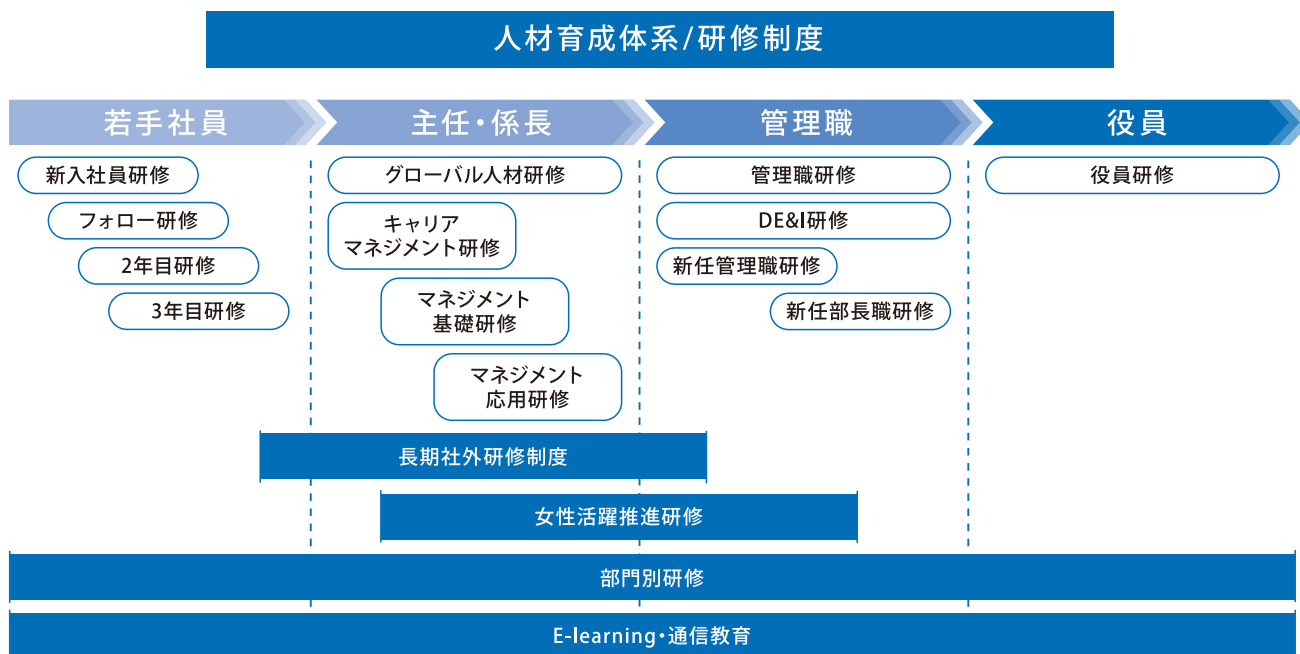 人材育成体系/研修制度
若手社員
主任・係長
管理職
役員
新入社員研修
フォロー研修
2年目研修
3年目研修
グローバル人材研修
キャリア
マネジメント研修
マネジメント
基礎研修
マネジメント
応用研修
管理職研修
DE&I研修
新任管理職研修
新任部長職研修
役員研修
長期社外研修制度
女性活躍推進研修
部門別研修
E-learning・通信教育